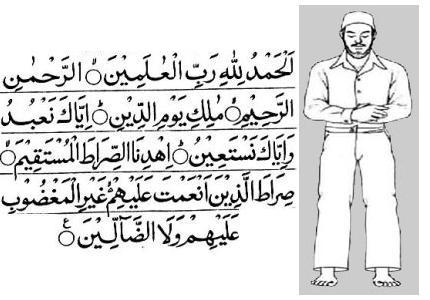 اَلْحَمْدُ لِلّٰهِ رَبِّ الْعٰلَمِيْنَ ۙ الرَّحْمٰنِ
الرَّحِيْمِ ۙ مٰلِكِ يَوْمِ الدِّيْنِ ؕ اِيَّاكَ نَعْبُدُ
وَاِيَّاكَ نَسْتَعِيْنُ ؕ اِهْدِنَا الصِّرَاطَ الْمُسْتَقِيْمَ ۙ
صِرَاطَ الَّذِيْنَ اَنْعَمْتَ عَلَيْهِمْ ۙ غَيْرِ الْمَغْضُوْبِ
عَلَيْهِمْ وَلَا الضَّآلِّيْنَ ۧ